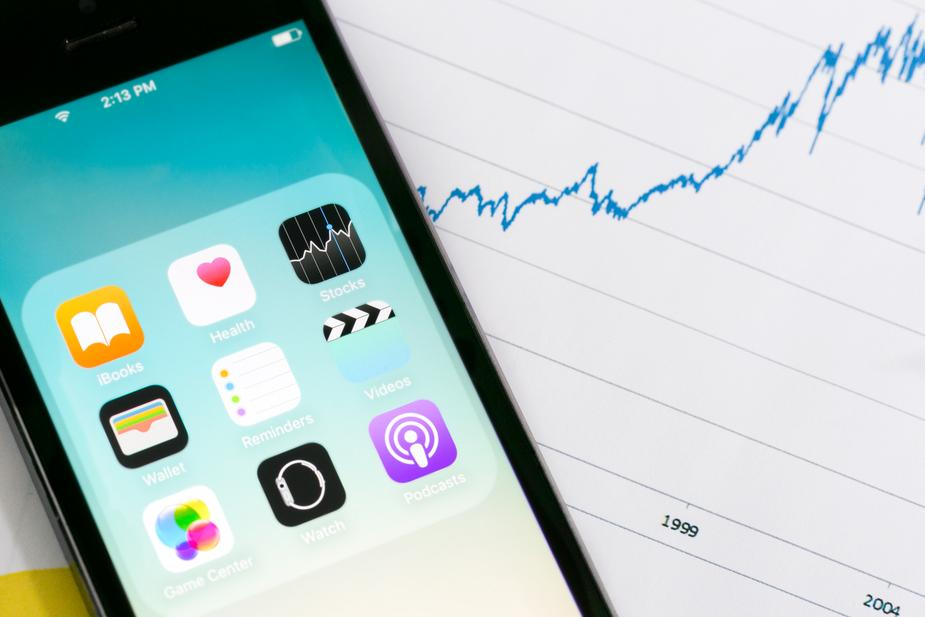 2:13 PM
iBooks
Health
Stocks
Wallet
Reminders
Videos
Game Center
Watch
Podcasts
1999
2004